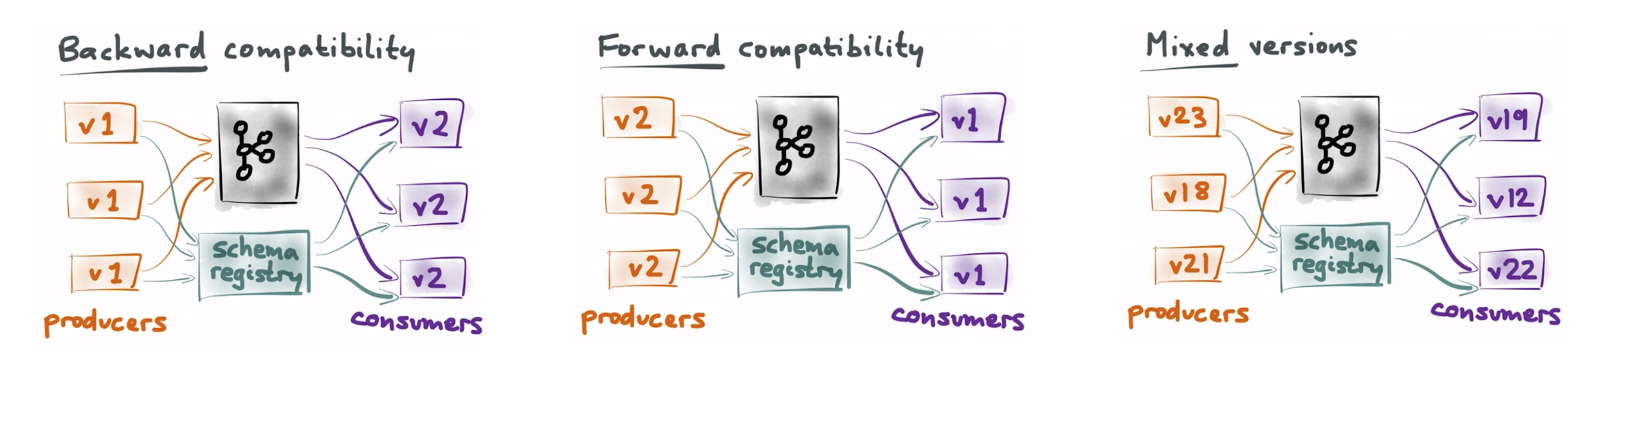 Backward compatibility
v1
v2
v1
v2
v1
v2
schema
registry
producers
consumers
Forward compatibility
v2
v1
v2
v1
v2
v1
schema
registry
producers
consumers
Mixed versions
v23
v19
v18
v12
v21
v22
schema
registry
producers
consumers